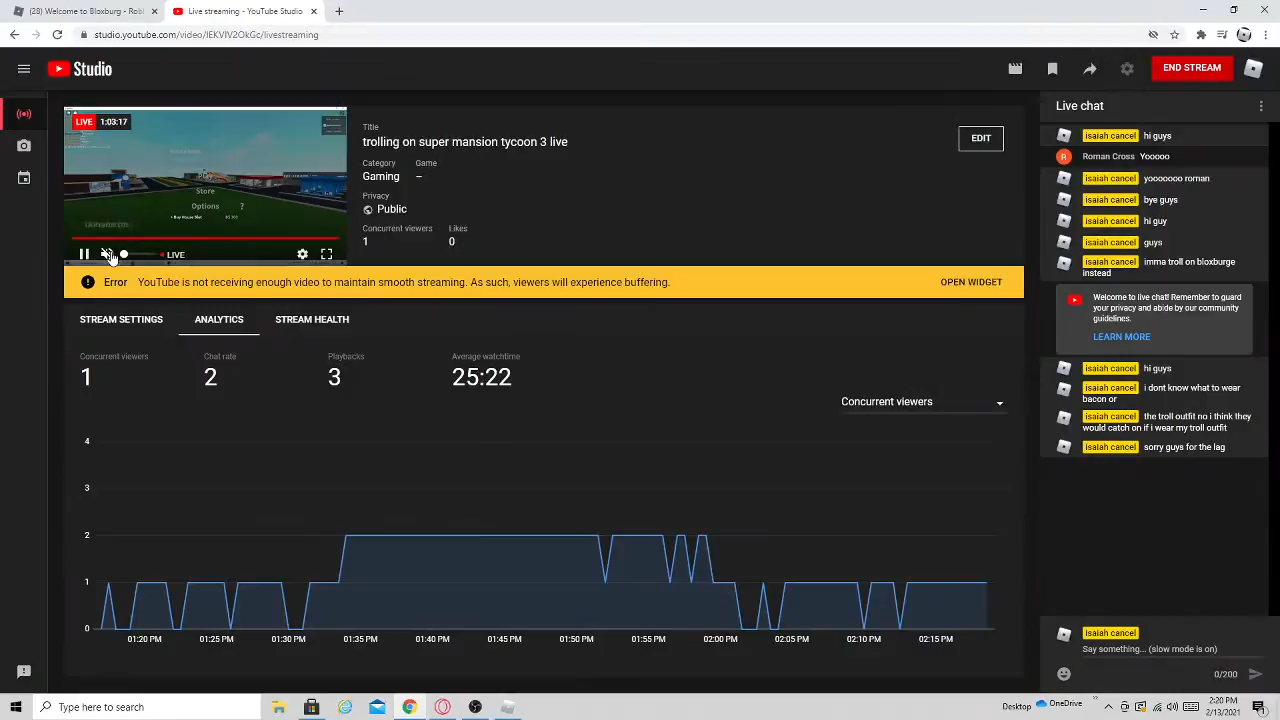 (28) Welcome to Bloxburg - Robl
Live streaming - YouTube Studio
studio.youtube.com/video/IEKVIV2OkGc/livestreaming
Studio
END STREAM
LIVE 1:03:17
Play
Store
Options ?
LIVE
Title
trolling on super mansion tycoon 3 live
EDIT
Category Game
Gaming –
Privacy
Public
Concurrent viewers Likes
1 0
Error YouTube is not receiving enough video to maintain smooth streaming. As such, viewers will experience buffering.
OPEN WIDGET
STREAM SETTINGS ANALYTICS STREAM HEALTH
Concurrent viewers Chat rate Playbacks Average watchtime
1 2 3 25:22
Concurrent viewers
4
3
2
1
0
01:20 PM 01:25 PM 01:30 PM 01:35 PM 01:40 PM 01:45 PM 01:50 PM 01:55 PM 02:00 PM 02:05 PM 02:10 PM 02:15 PM
Live chat
isaiah cancel hi guys
R Roman Cross Yooooo
isaiah cancel yooooooo roman
isaiah cancel bye guys
isaiah cancel hi guy
isaiah cancel guys
isaiah cancel imma troll on bloxburge
instead
Welcome to live chat! Remember to guard
your privacy and abide by our community
guidelines.
LEARN MORE
isaiah cancel hi guys
isaiah cancel i dont know what to wear
bacon or
isaiah cancel the troll outfit no i think they
would catch on if i wear my troll outfit
isaiah cancel sorry guys for the lag
isaiah cancel
Say something... (slow mode is on)
0/200
Type here to search
Desktop
OneDrive
2:20 PM
2/13/2021